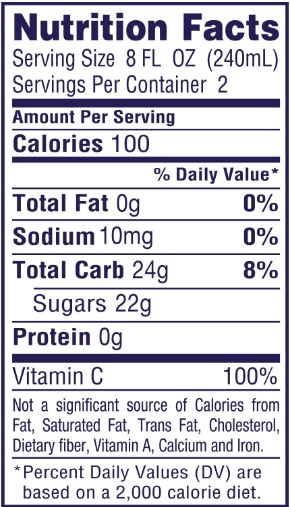 Nutrition Facts
Serving Size 8 FL OZ (240mL)
Servings Per Container 2
Amount Per Serving
Calories 100
% Daily Value*
Total Fat 0g 0%
Sodium 10mg 0%
Total Carb 24g 8%
Sugars 22g
Protein 0g
Vitamin C 100%
Not a significant source of Calories from
Fat, Saturated Fat, Trans Fat, Cholesterol,
Dietary fiber, Vitamin A, Calcium and Iron.
*Percent Daily Values (DV) are
based on a 2,000 calorie diet.